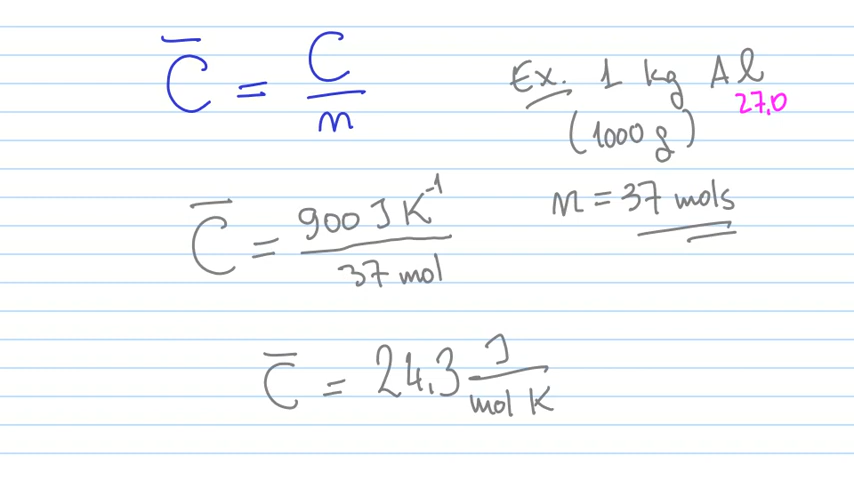 C̅ = C / n
Ex. 1 kg Al
27,0
(1000 g)
n = 37 mols
C̅ = 900 J K⁻¹ / 37 mol
C̅ = 24,3 J / mol K